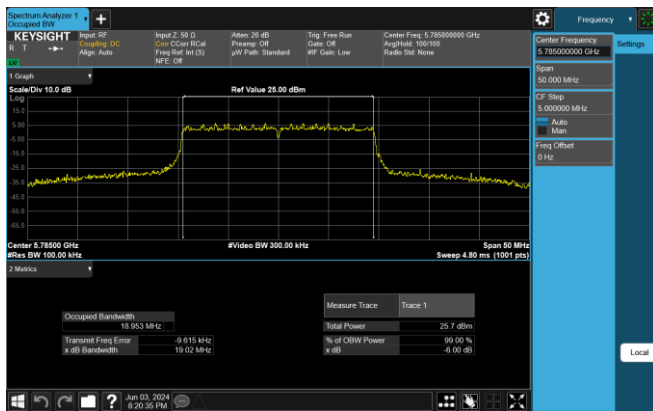 Spectrum Analyzer 1
Occupied BW
+
Frequency
KEYSIGHT
R T
Input: RF
Coupling: DC
Align: Auto
Input Z: 50 Ω
Corr CCorr RCal
Freq Ref: Int (S)
NFE: Off
Atten: 20 dB
Preamp: Off
µW Path: Standard
Trig: Free Run
Gate: Off
#IF Gain: Low
Center Freq: 5.785000000 GHz
Avg|Hold: 100/100
Radio Std: None
Center Frequency
5.785000000 GHz
Settings
Span
50.000 MHz
CF Step
5.000000 MHz
Auto
Man
Freq Offset
0 Hz
1 Graph
Scale/Div 10.0 dB
Ref Value 25.00 dBm
Log
15.0
5.00
-5.00
-15.0
-25.0
-35.0
-45.0
-55.0
-65.0
Center 5.78500 GHz
#Video BW 300.00 kHz
Span 50 MHz
#Res BW 100.00 kHz
Sweep 4.80 ms (1001 pts)
2 Metrics
Measure Trace
Trace 1
Occupied Bandwidth
18.953 MHz
Total Power
25.7 dBm
Transmit Freq Error
-9.615 kHz
% of OBW Power
99.00 %
x dB Bandwidth
19.02 MHz
x dB
-6.00 dB
Local
?
Jun 03, 2024
8:20:35 PM